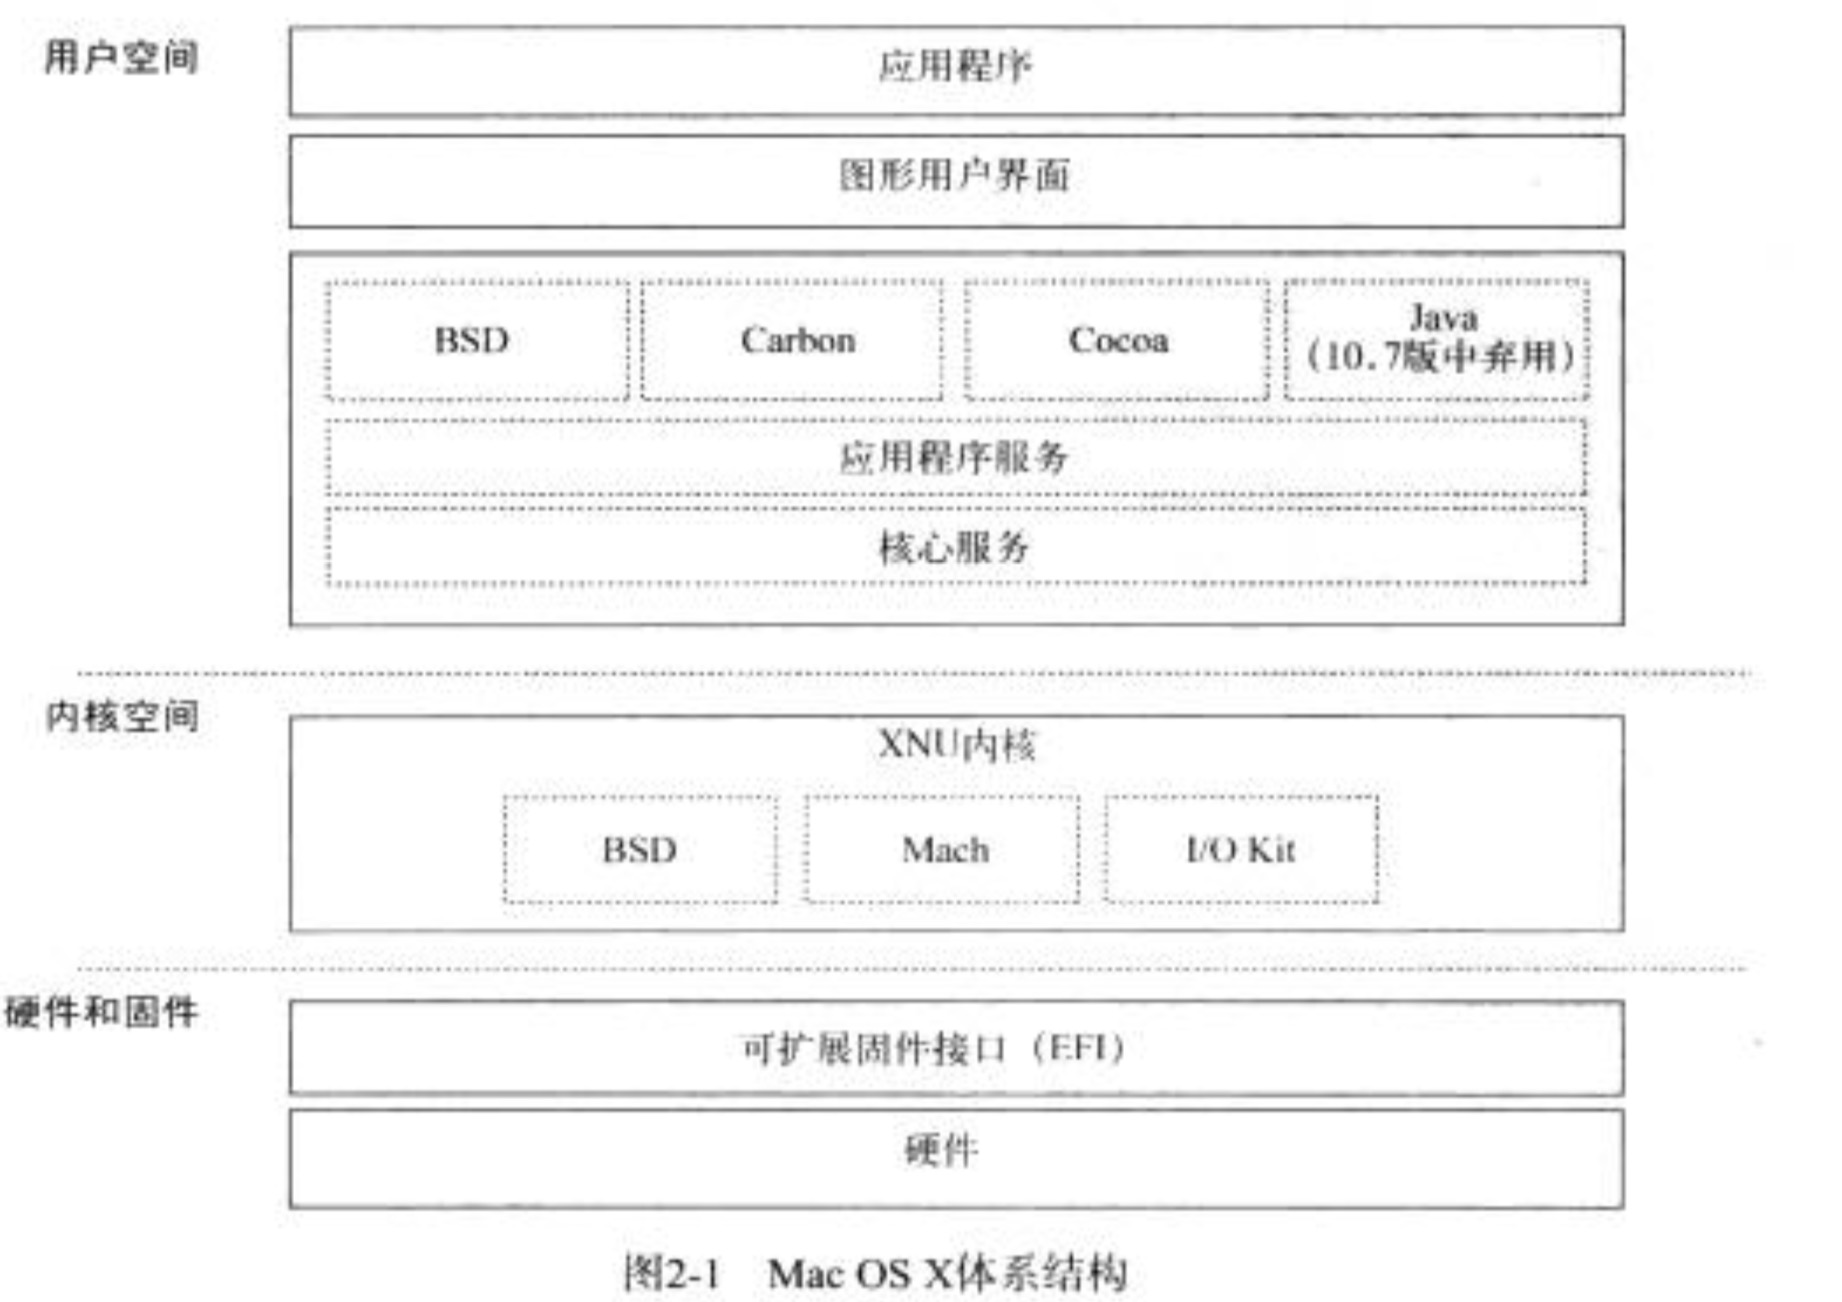 用户空间
应用程序
图形用户界面
BSD
Carbon
Cocoa
Java
(10.7版中弃用)
应用程序服务
核心服务
内核空间
XNU内核
BSD
Mach
I/O Kit
硬件和固件
可扩展固件接口（EFI）
硬件
图2-1 Mac OS X体系结构